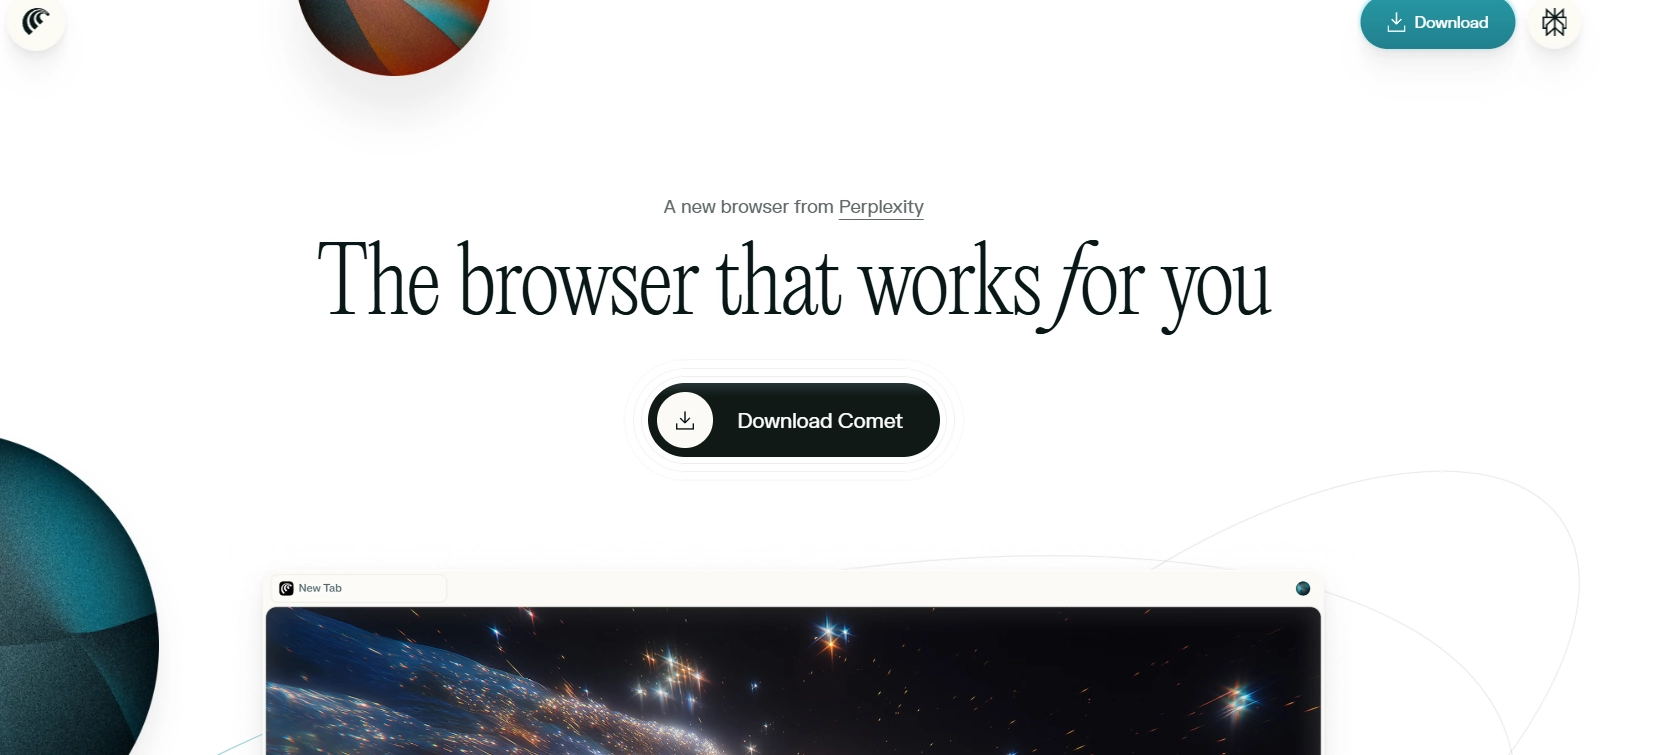 Download
A new browser from Perplexity
The browser that works for you
Download Comet
New Tab